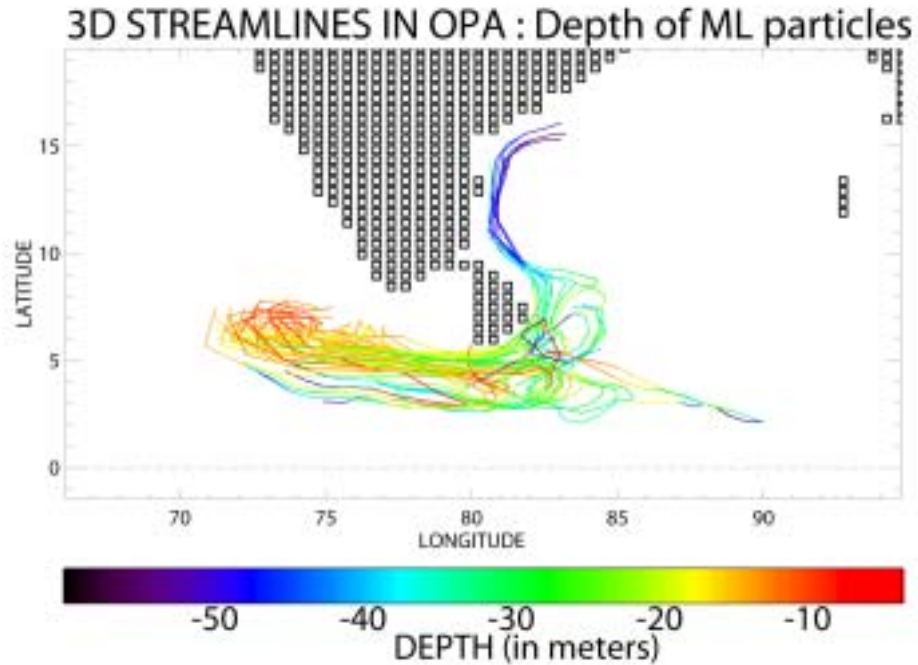 3D STREAMLINES IN OPA : Depth of ML particles
15
10
5
0
LATITUDE
70 75 80 85 90
LONGITUDE
-50 -40 -30 -20 -10
DEPTH (in meters)